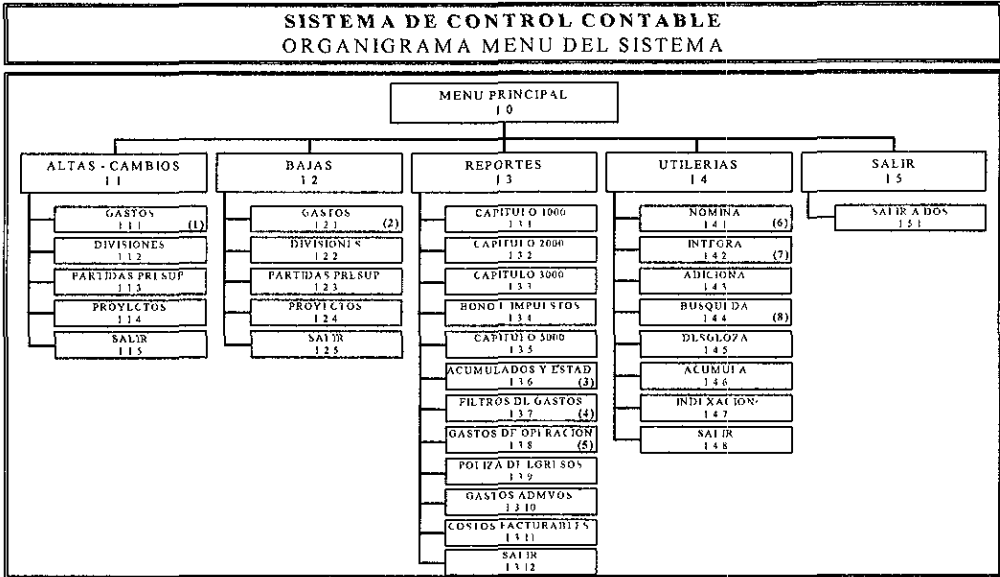 SISTEMA DE CONTROL CONTABLE
ORGANIGRAMA MENU DEL SISTEMA
MENU PRINCIPAL
1 0
ALTAS - CAMBIOS
1 1
GASTOS
1 1 1 (1)
DIVISIONES
1 1 2
PARTIDAS PRESUP
1 1 3
PROYECTOS
1 1 4
SALIR
1 1 5
BAJAS
1 2
GASTOS
1 2 1 (2)
DIVISIONES
1 2 2
PARTIDAS PRESUP
1 2 3
PROYECTOS
1 2 4
SALIR
1 2 5
REPORTES
1 3
CAPITULO 1000
1 3 1
CAPITULO 2000
1 3 2
CAPITULO 3000
1 3 3
BONO E IMPUESTOS
1 3 4
CAPITULO 5000
1 3 5
ACUMULADOS Y ESTAD
1 3 6 (3)
FILTROS DE GASTOS
1 3 7 (4)
GASTOS DE OPERACION
1 3 8 (5)
POLIZA DE EGRESOS
1 3 9
GASTOS ADMVOS
1 3 10
COSTOS FACTURABLES
1 3 11
SALIR
1 3 12
UTILERIAS
1 4
NOMINA
1 4 1 (6)
INTEGRA
1 4 2 (7)
ADICIONA
1 4 3
BUSQUEDA
1 4 4 (8)
DESGLOZA
1 4 5
ACUMULA
1 4 6
INDEXACION
1 4 7
SALIR
1 4 8
SALIR
1 5
SALIR A DOS
1 5 1